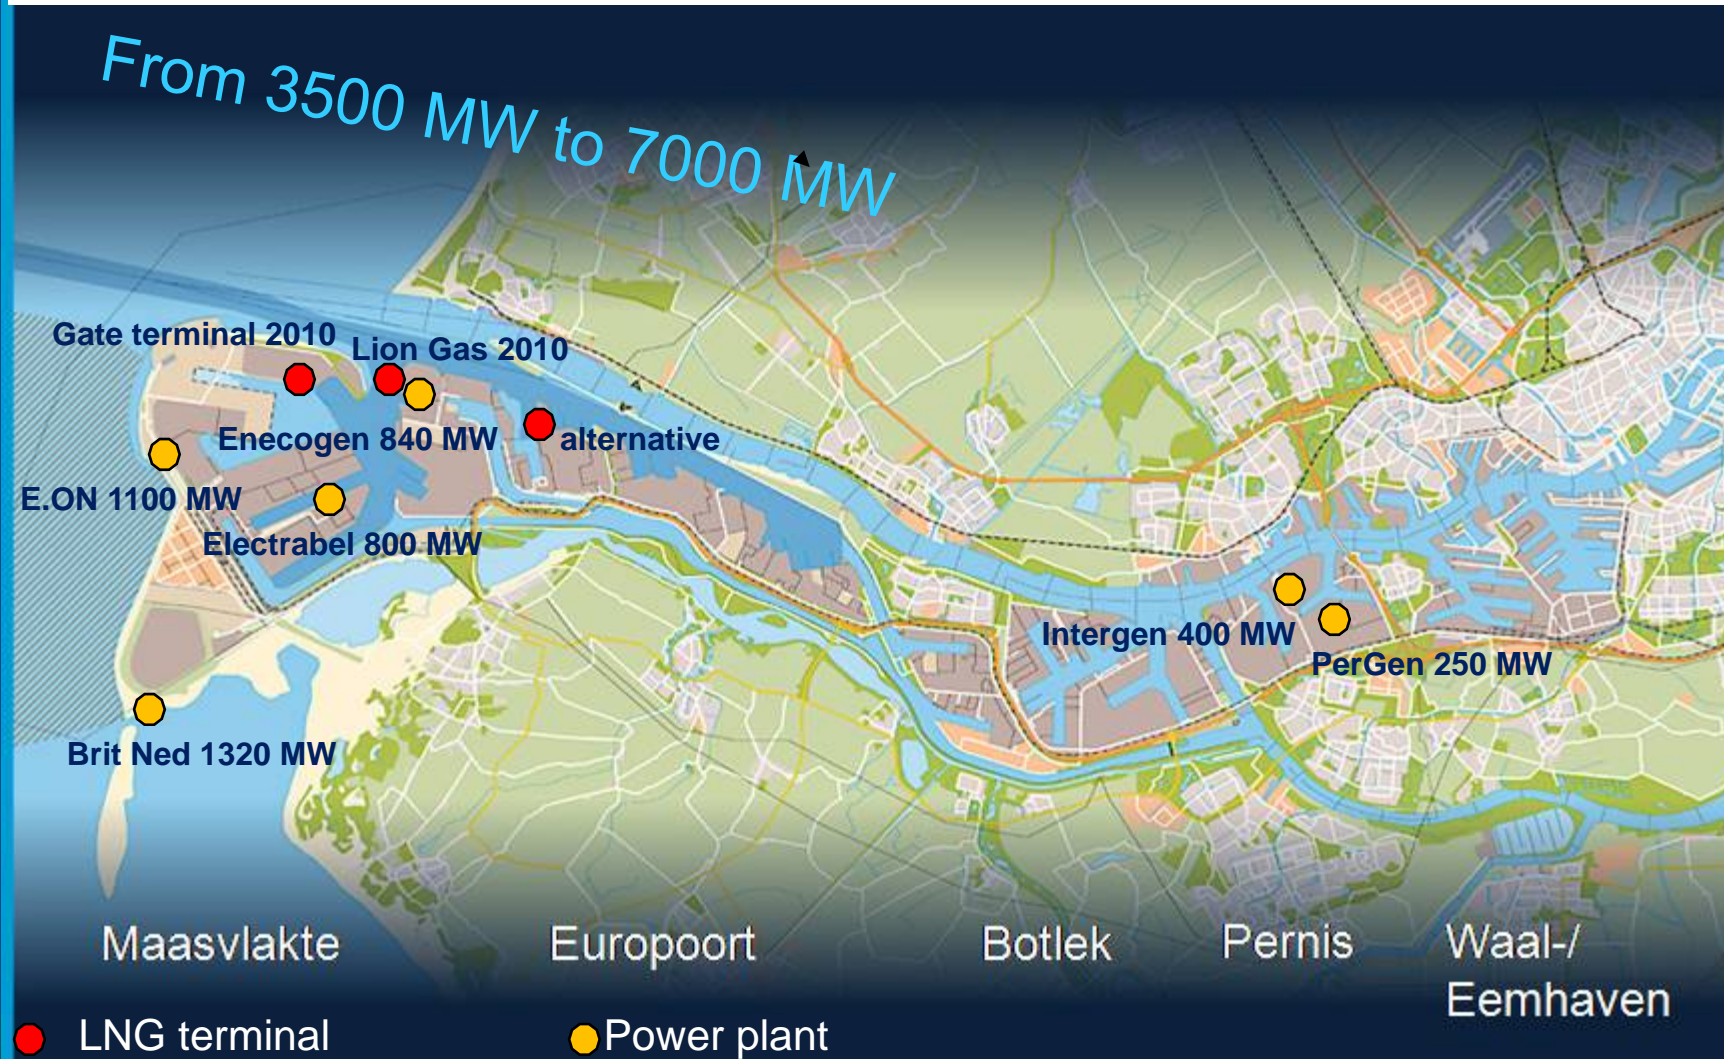 From 3500 MW to 7000 MW
Gate terminal 2010
Lion Gas 2010
Enecogen 840 MW
alternative
E.ON 1100 MW
Electrabel 800 MW
Intergen 400 MW
PerGen 250 MW
Brit Ned 1320 MW
Maasvlakte
Europoort
Botlek
Pernis
Waal-/
Eemhaven
LNG terminal
Power plant